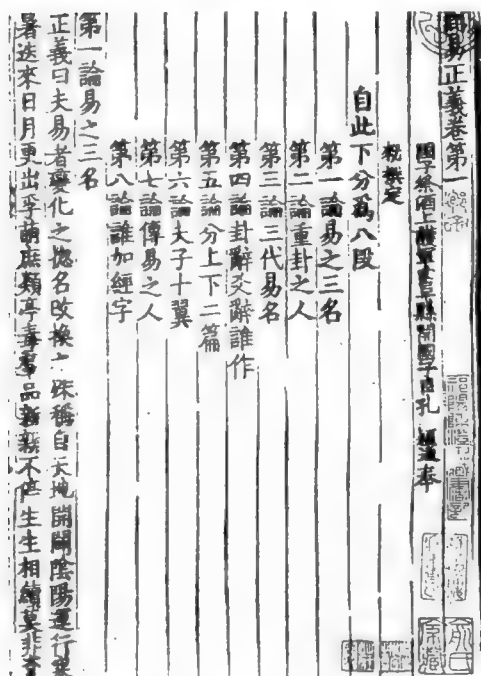 周易正義卷第一
國子祭酒上護軍曲阜縣開國子臣孔穎達奉
勑撰定
自此下分爲八段
第一論易之三名
第二論重卦之人
第三論三代易名
第四論卦辭爻辭誰作
第五論分上下二篇
第六論夫子十翼
第七論傳易之人
第八論誰加經字
第一論易之三名
正義曰夫易者變化之惣名改換之殊稱自天地開闢陰陽運行寒
暑迭來日月更出孚萌庶類亭毒羣品新新不停生生相續莫非資